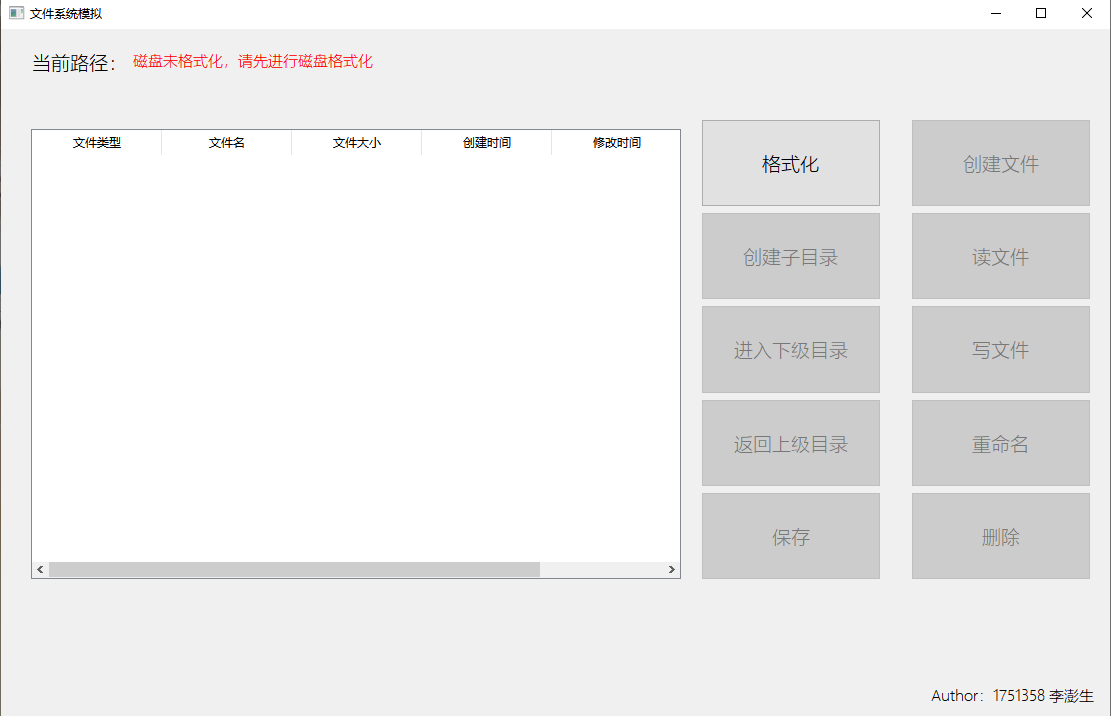 文件系统模拟
当前路径： 磁盘未格式化，请先进行磁盘格式化
文件类型 文件名 文件大小 创建时间 修改时间
格式化 创建文件
创建子目录 读文件
进入下级目录 写文件
返回上级目录 重命名
保存 删除
Author：1751358 李澎生